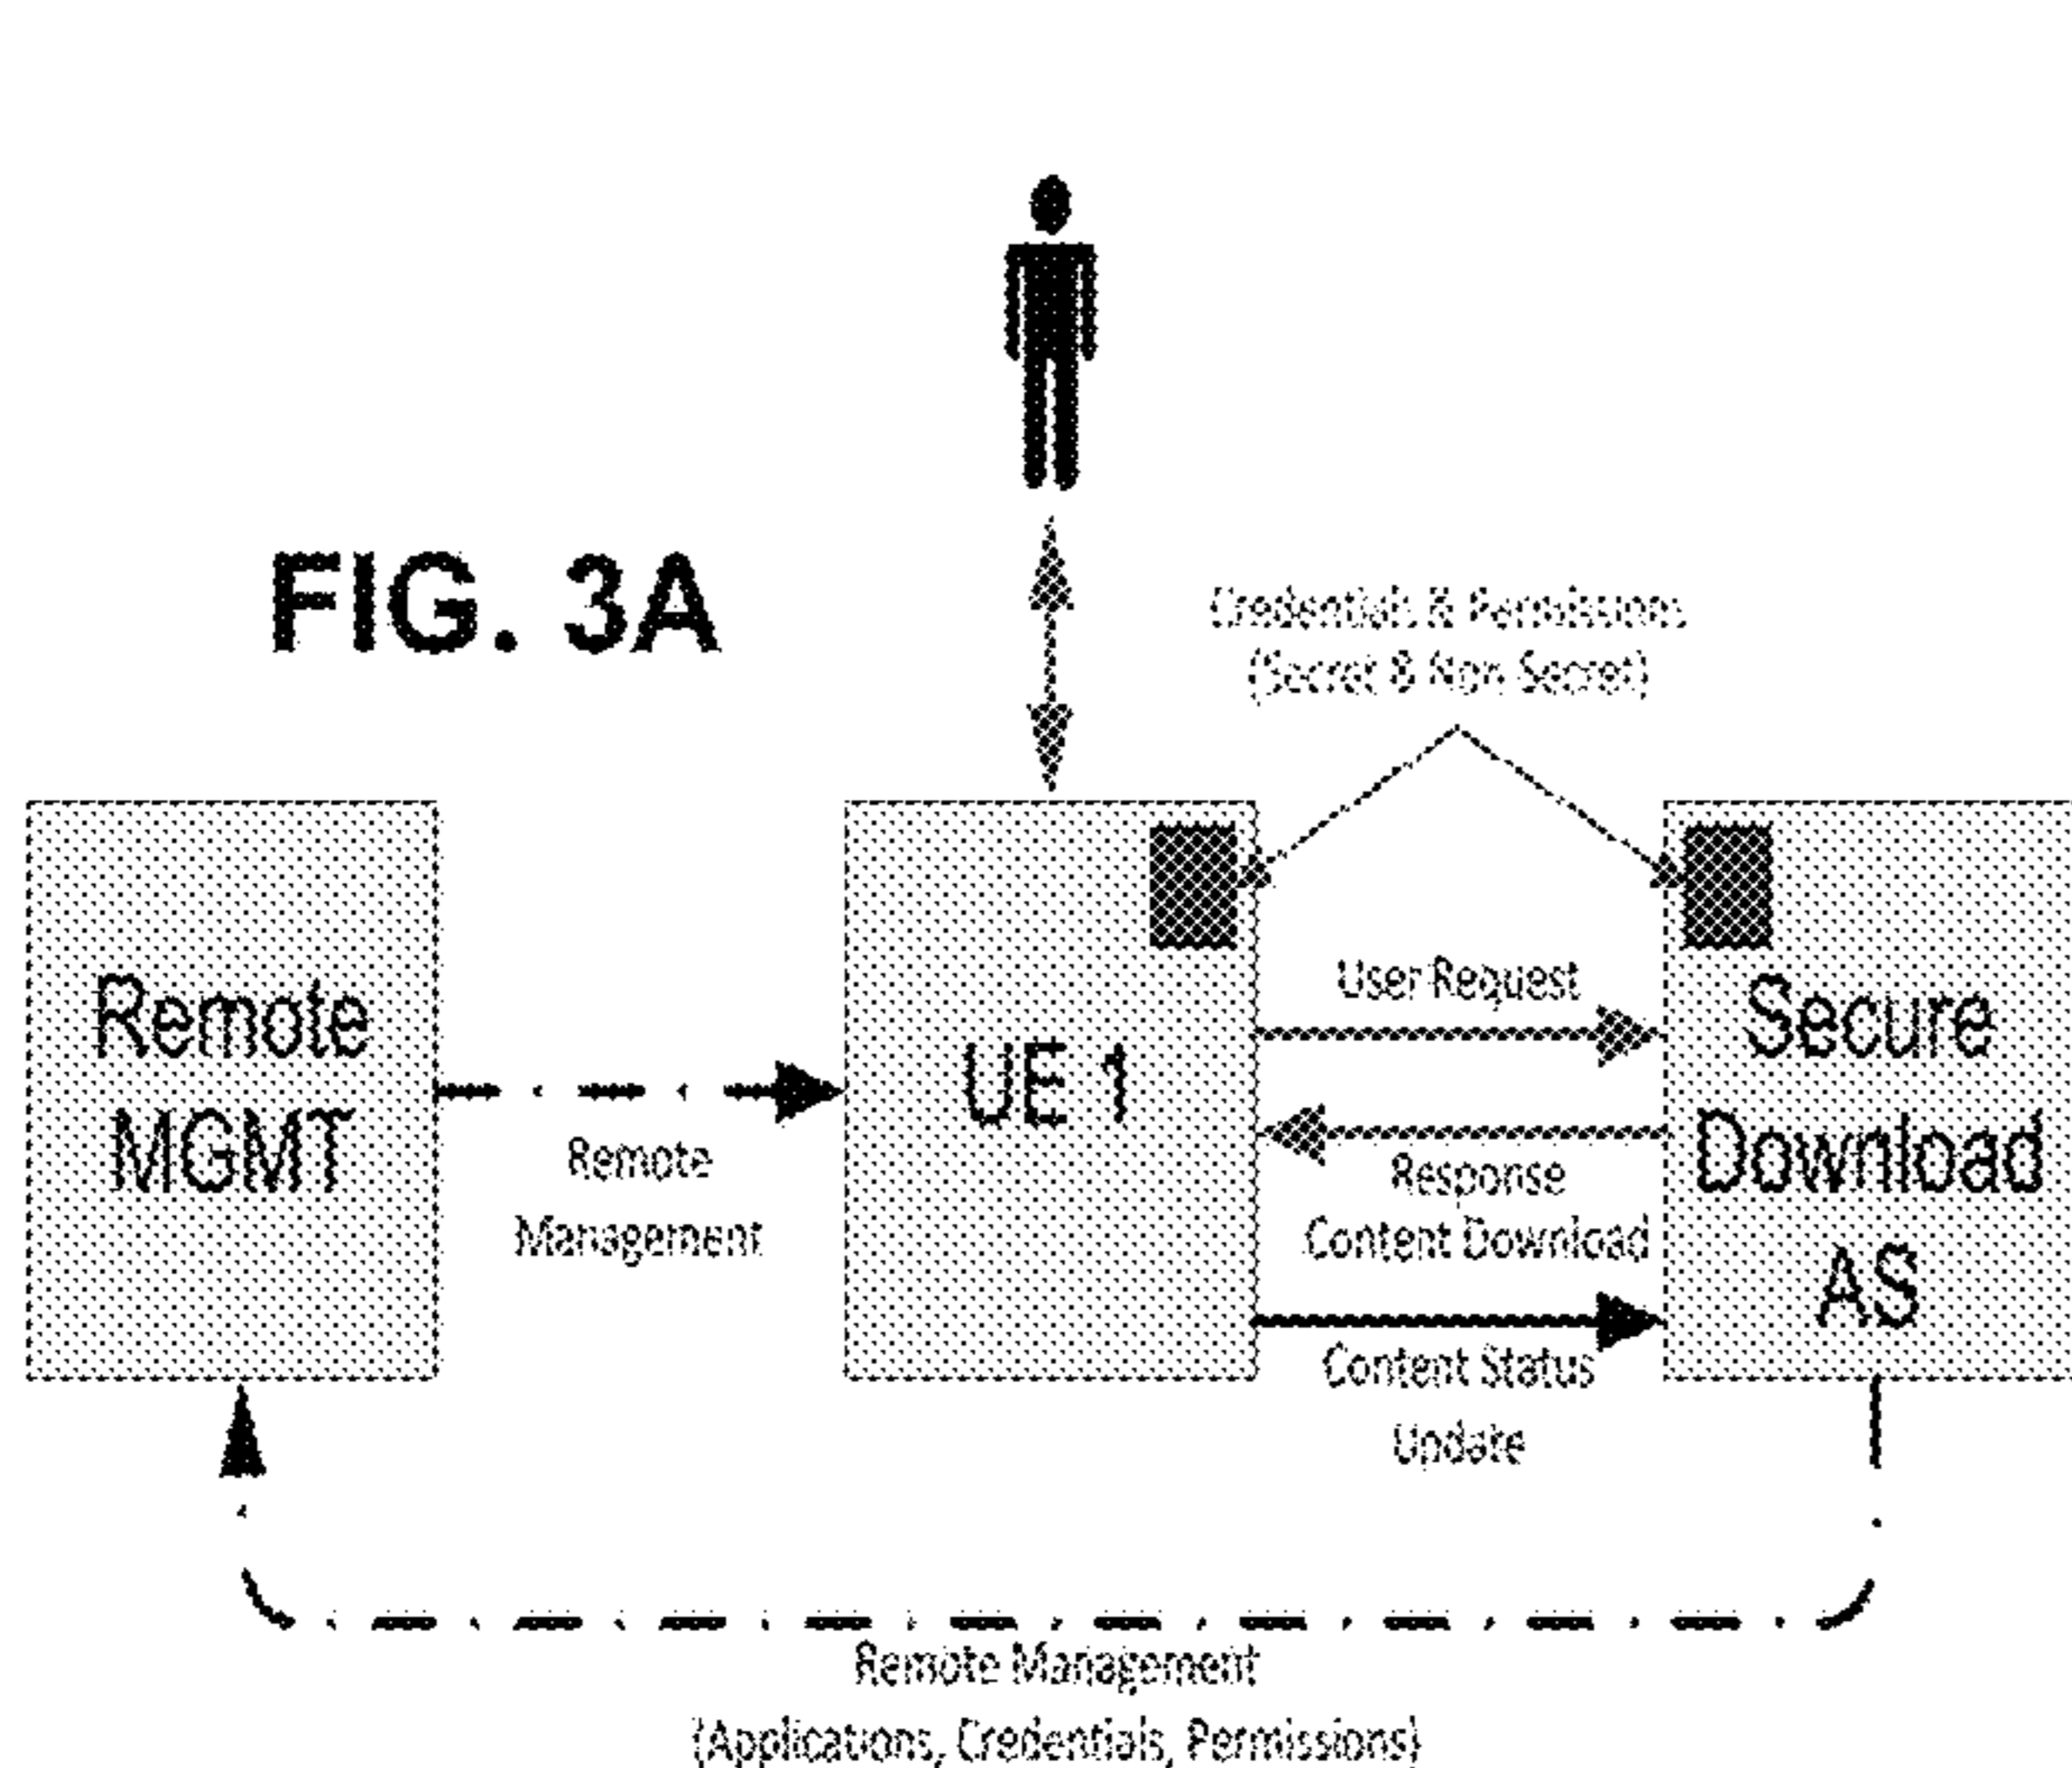 FIG. 3A
Credentials & Permissions
(Secret & Non Secret)
Remote
MGMT
Remote
Management
UE 1
User Request
Response
Content Download
Content Status
Update
Secure
Download
AS
Remote Management
(Applications, Credentials, Permissions)